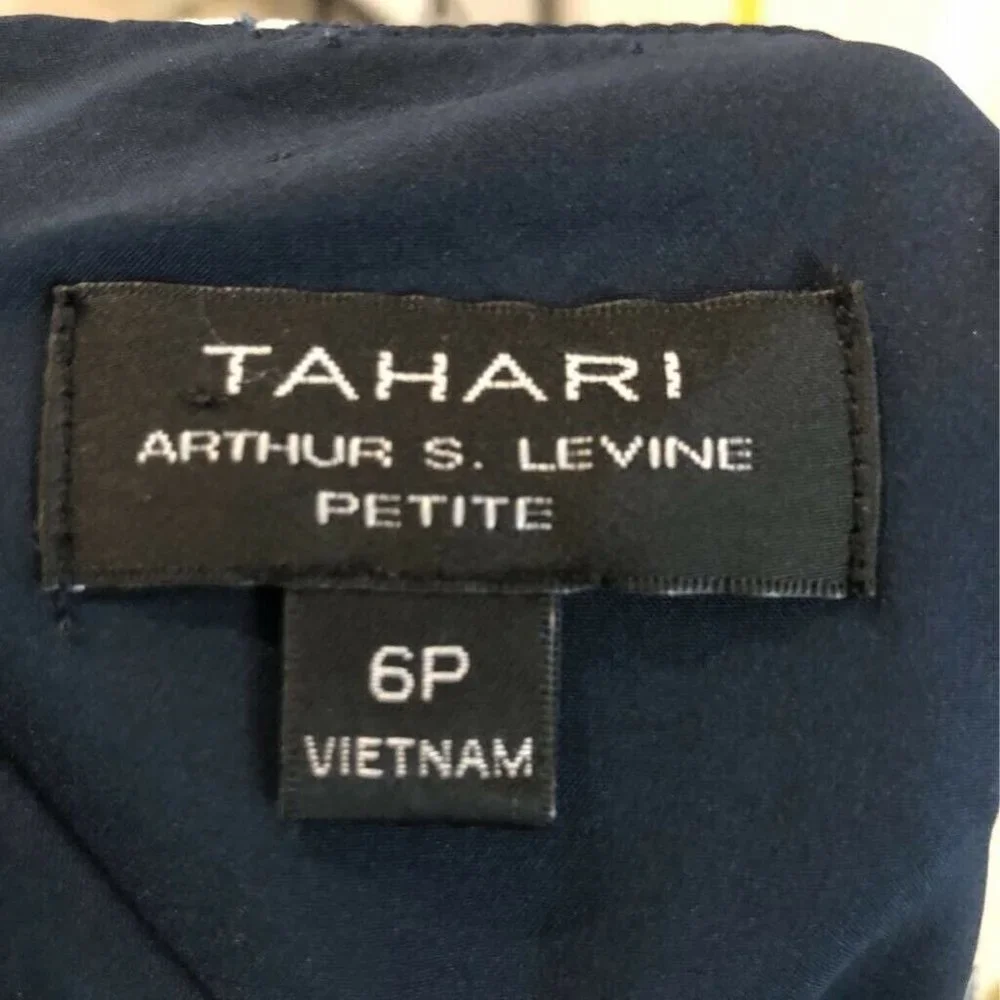 TAHARI
ARTHUR S. LEVINE
PETITE
6P
VIETNAM